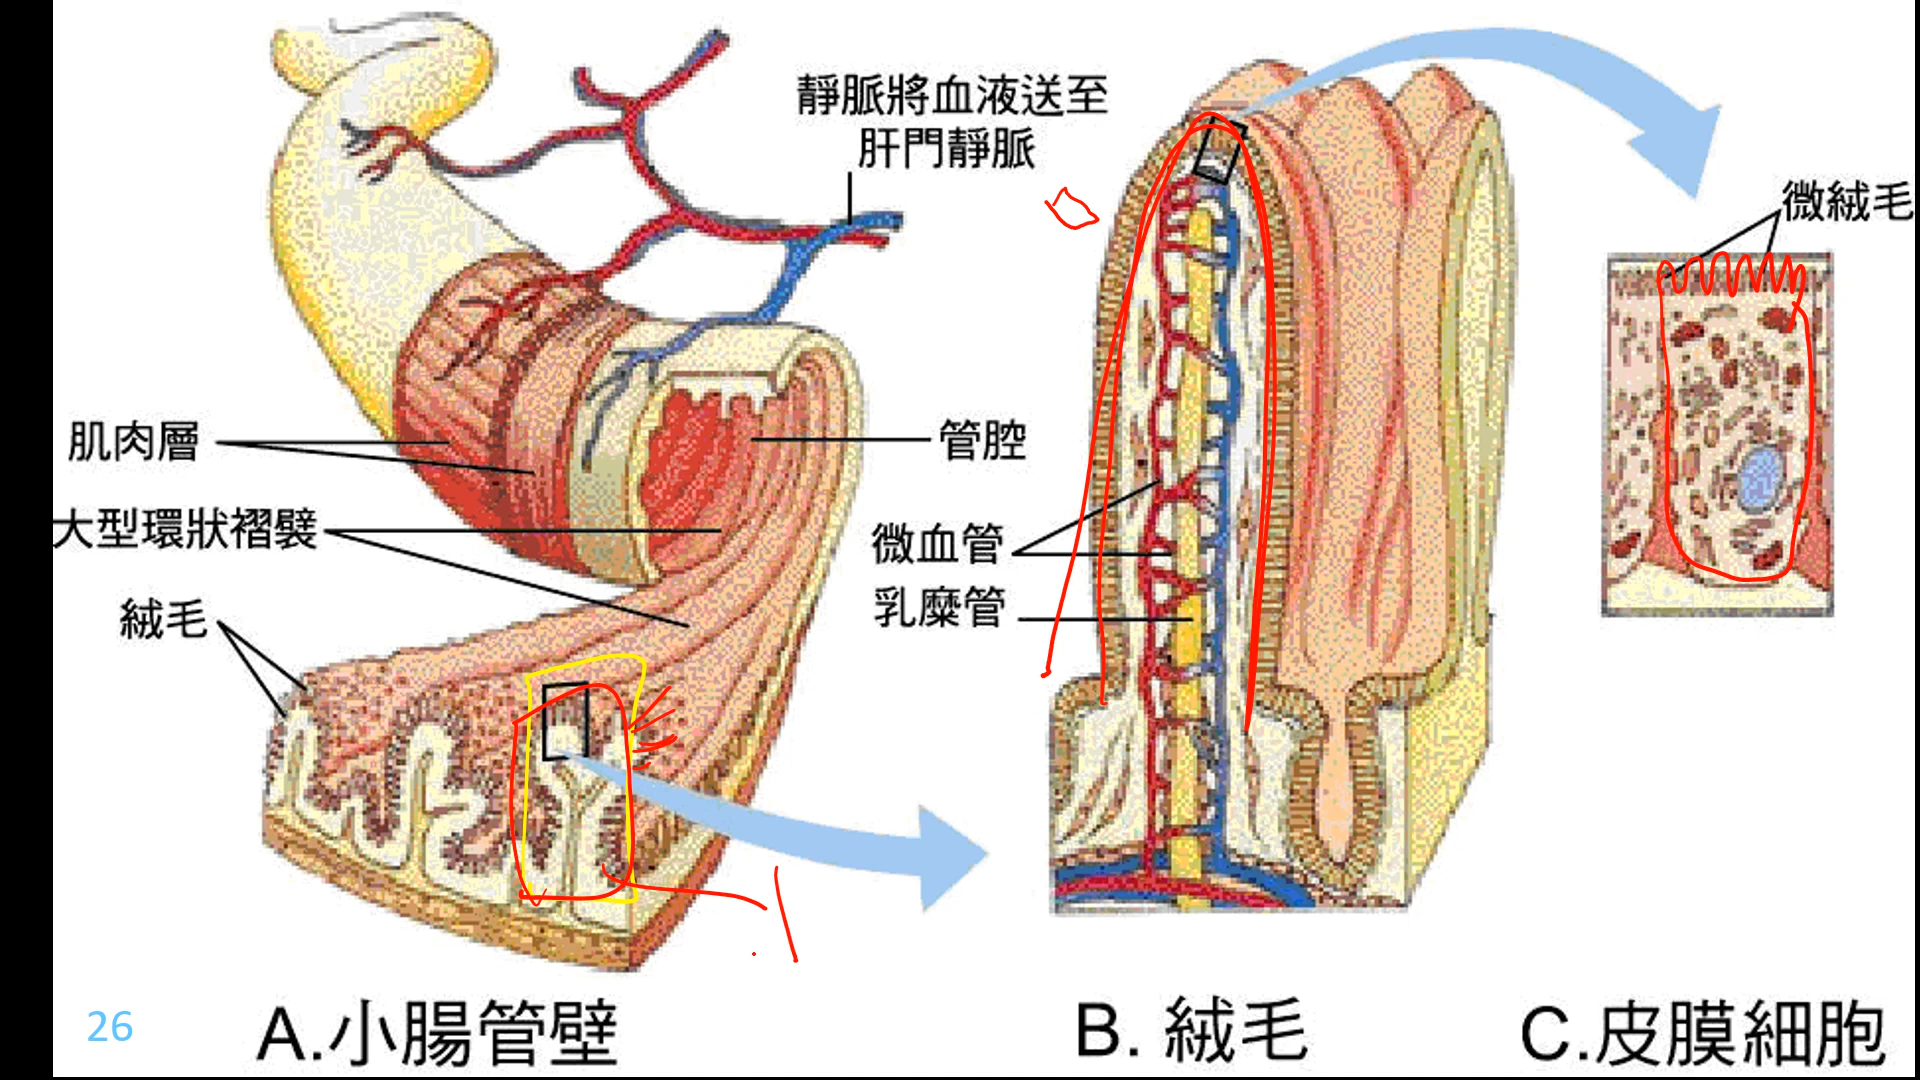 靜脈將血液送至
肝門靜脈
微絨毛
肌肉層
管腔
大型環狀褶襞
微血管
絨毛
乳糜管
26
A.小腸管壁
B. 絨毛
C.皮膜細胞